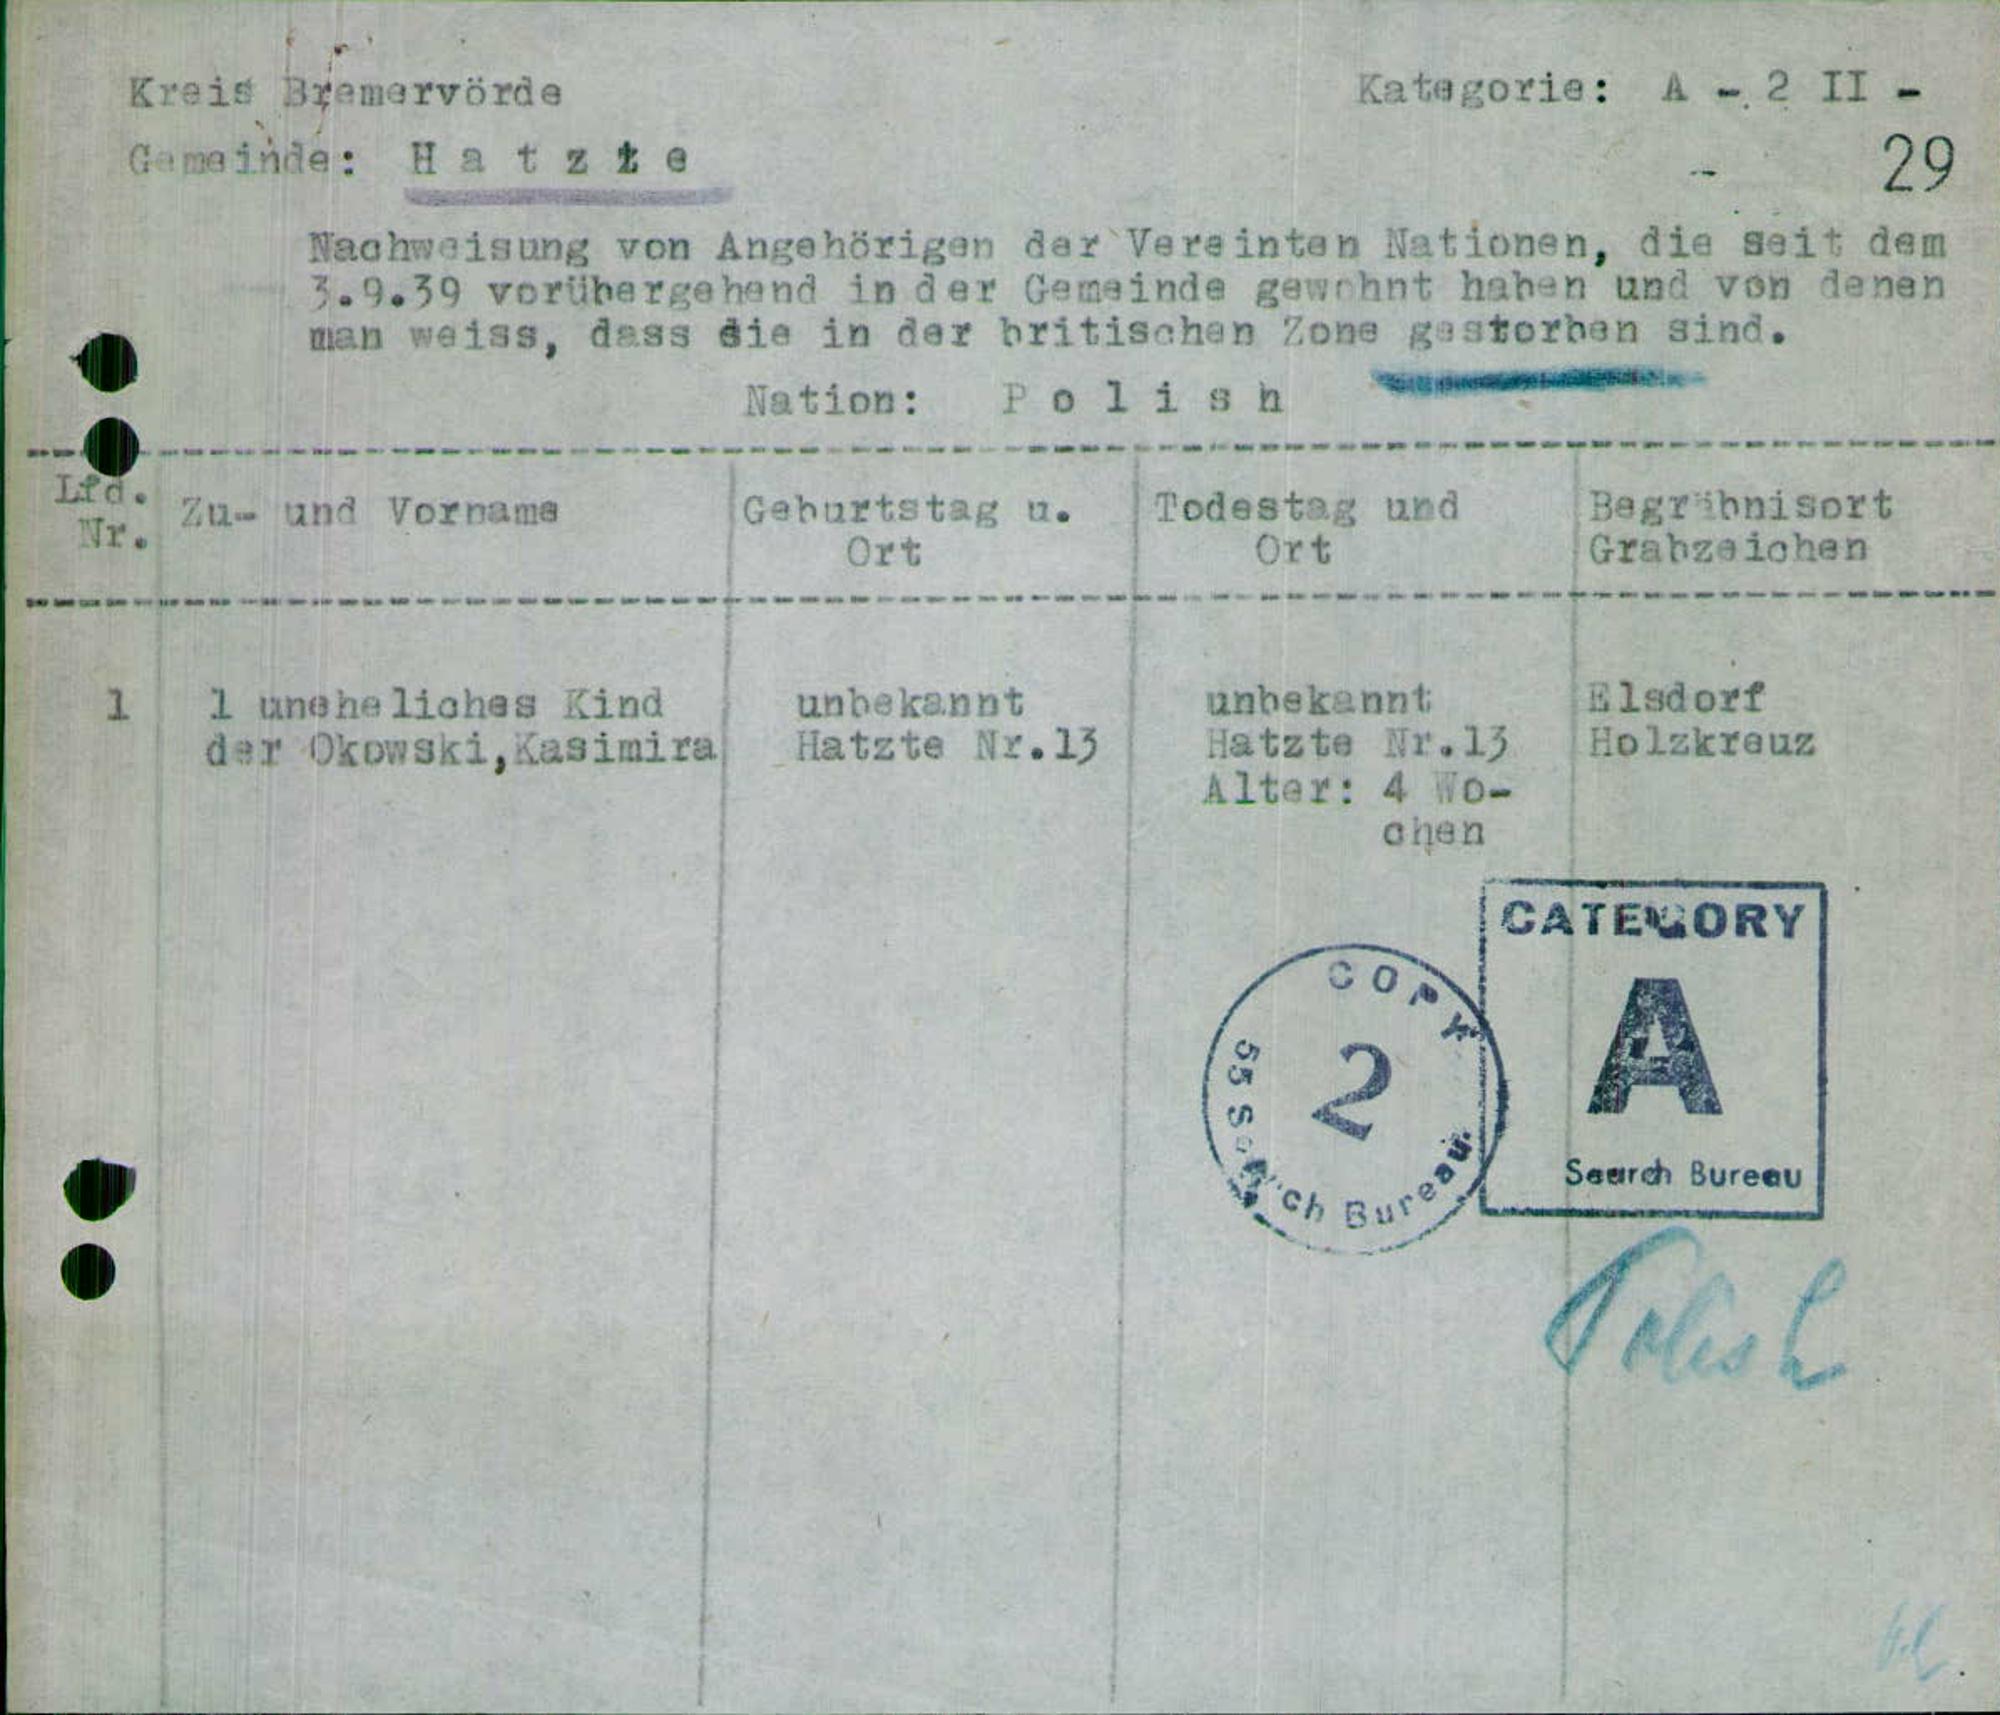 Kreis Bremervörde
Kategorie: A - 2 II -
Gemeinde: H a t z t e
29
Nachweisung von Angehörigen der Vereinten Nationen, die seit dem
3.9.39 vorübergehend in der Gemeinde gewohnt haben und von denen
man weiss, dass sie in der britischen Zone gestorben sind.
Nation: P o l i s h
Lfd. Nr.
Zu- und Vorname
Geburtstag u. Ort
Todestag und Ort
Begräbnisort Grabzeichen
1
1 uneheliches Kind
der Okowski,Kasimira
unbekannt
Hatzte Nr.13
unbekannt
Hatzte Nr.13
Alter: 4 Wo-
chen
Elsdorf
Holzkreuz
COPY
2
55 Search Bureau
CATEGORY
A
Search Bureau
Polish